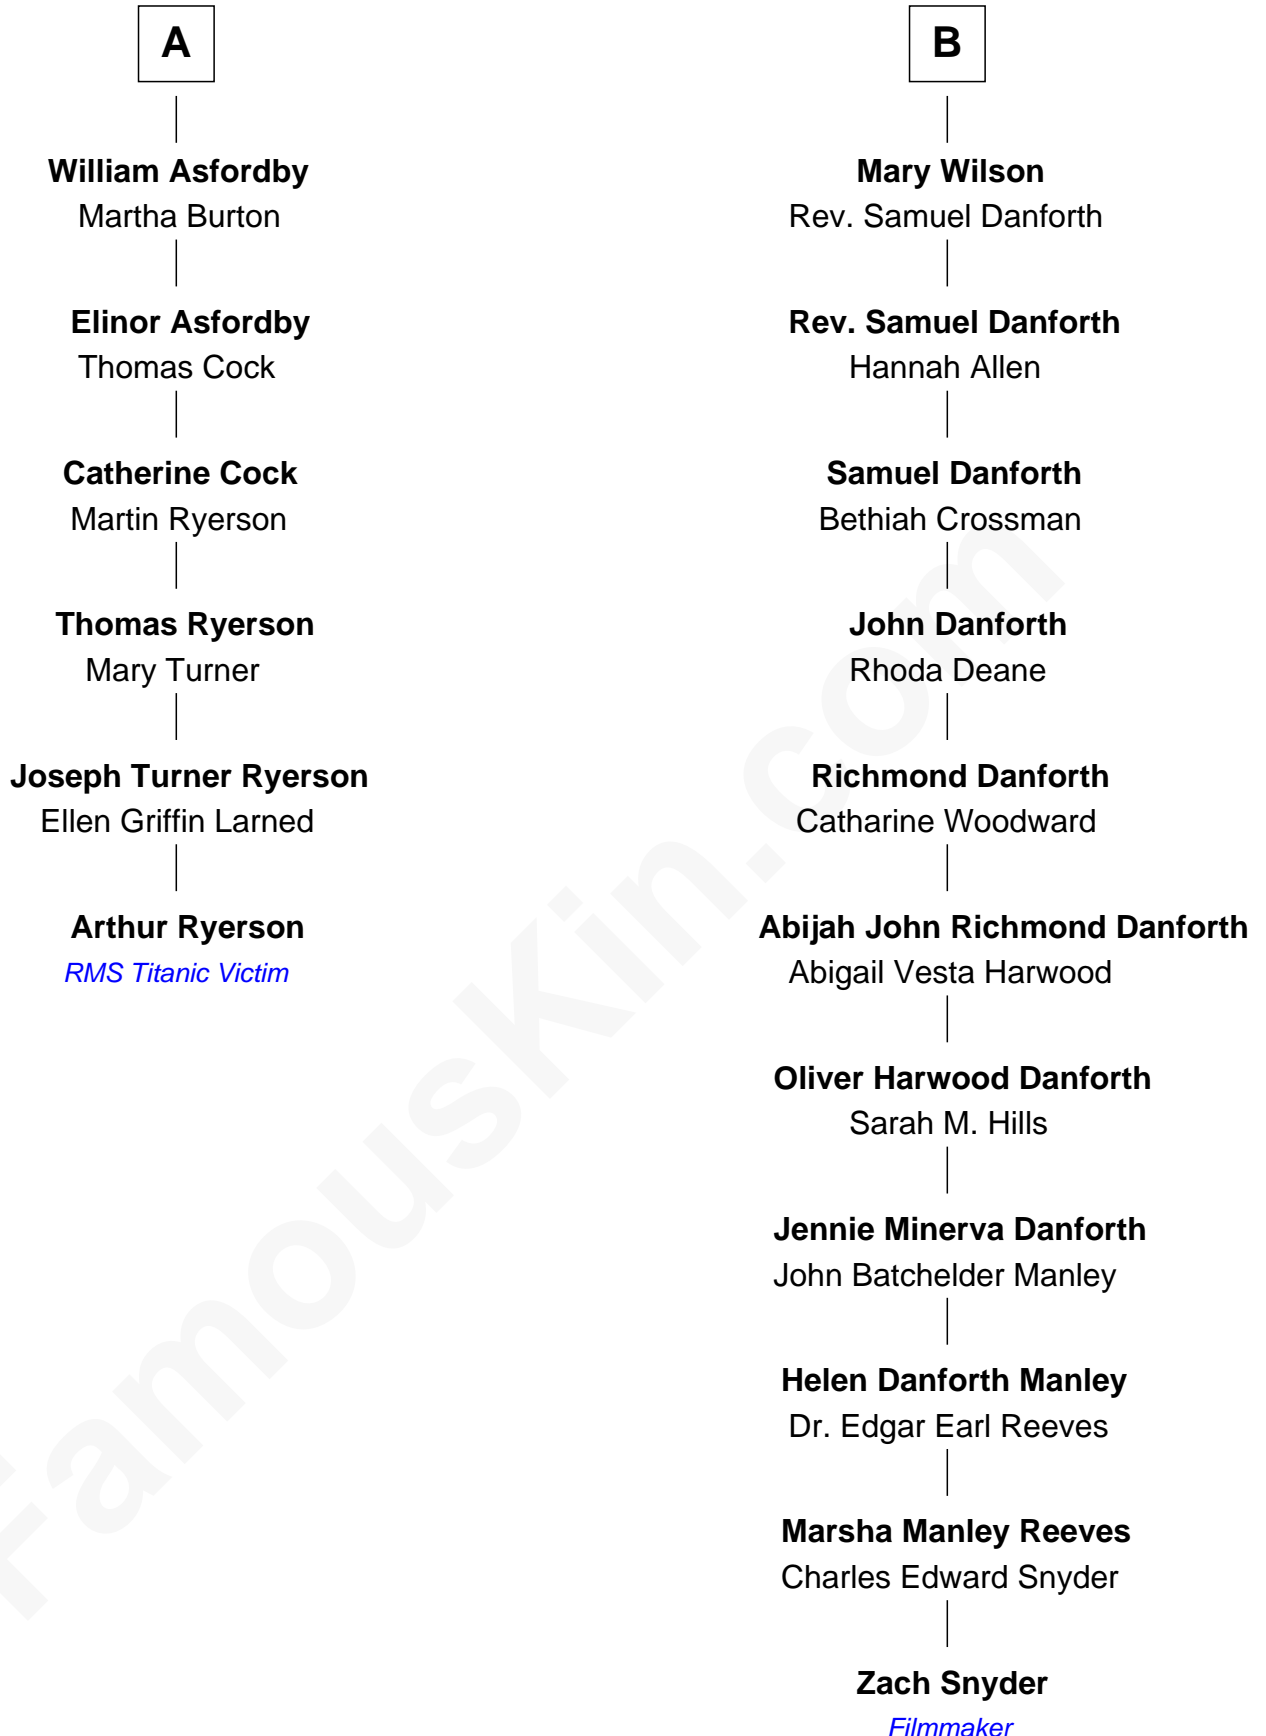 A
William Asfordby
Martha Burton
Elinor Asfordby
Thomas Cock
Catherine Cock
Martin Ryerson
Thomas Ryerson
Mary Turner
Joseph Turner Ryerson
Ellen Griffin Larned
Arthur Ryerson
RMS Titanic Victim
B
Mary Wilson
Rev. Samuel Danforth
Rev. Samuel Danforth
Hannah Allen
Samuel Danforth
Bethiah Crossman
John Danforth
Rhoda Deane
Richmond Danforth
Catharine Woodward
Abijah John Richmond Danforth
Abigail Vesta Harwood
Oliver Harwood Danforth
Sarah M. Hills
Jennie Minerva Danforth
John Batchelder Manley
Helen Danforth Manley
Dr. Edgar Earl Reeves
Marsha Manley Reeves
Charles Edward Snyder
Zach Snyder
Filmmaker
FamousKin.com